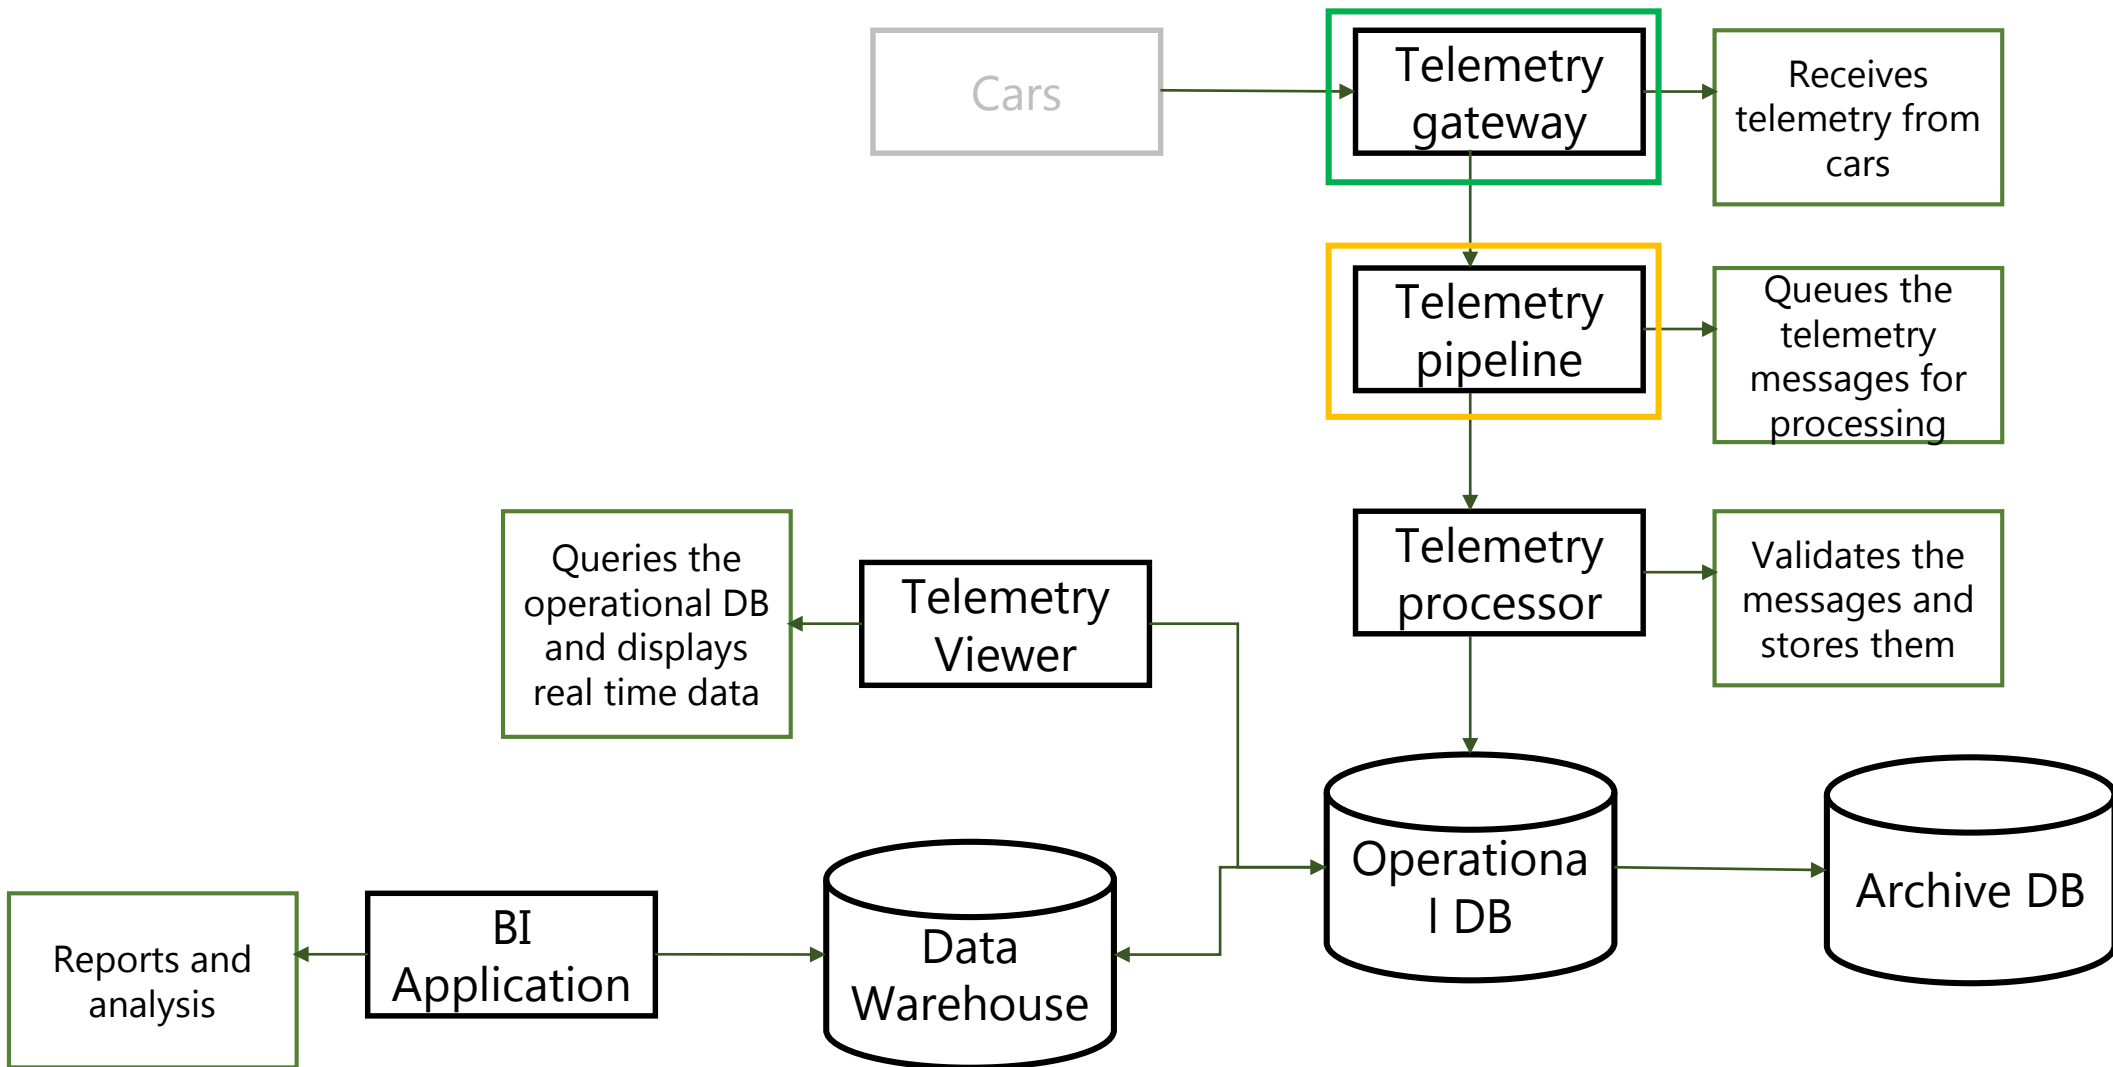 Cars
Telemetry
gateway
Receives
telemetry from
cars
Telemetry
pipeline
Queues the
telemetry
messages for
processing
Telemetry
processor
Validates the
messages and
stores them
Queries the
operational DB
and displays
real time data
Telemetry
Viewer
Operationa
l DB
Archive DB
Data
Warehouse
BI
Application
Reports and
analysis